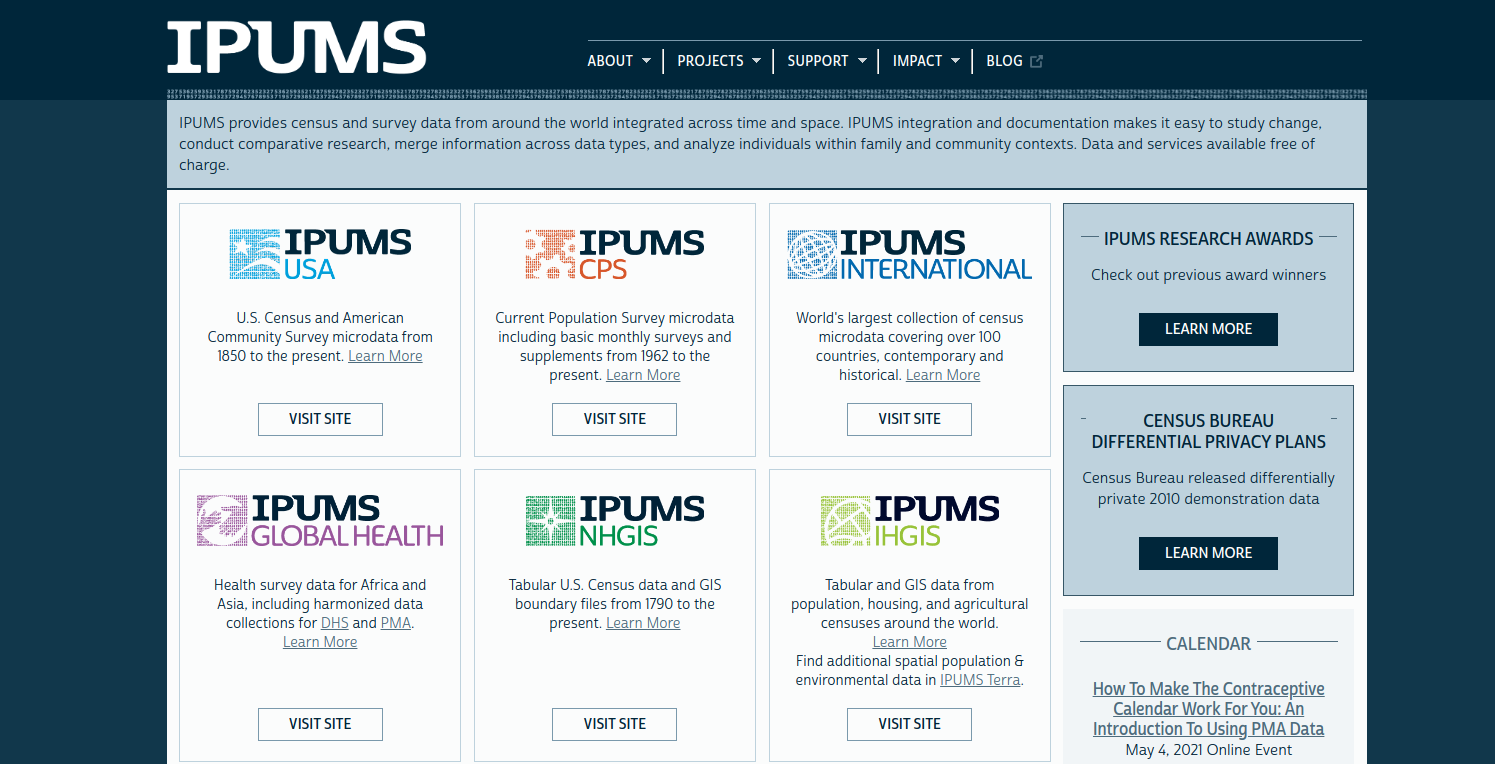 IPUMS
ABOUT
PROJECTS
SUPPORT
IMPACT
BLOG
IPUMS provides census and survey data from around the world integrated across time and space. IPUMS integration and documentation makes it easy to study change,
conduct comparative research, merge information across data types, and analyze individuals within family and community contexts. Data and services available free of
charge.
IPUMS
USA
U.S. Census and American
Community Survey microdata from
1850 to the present. Learn More
VISIT SITE
IPUMS
CPS
Current Population Survey microdata
including basic monthly surveys and
supplements from 1962 to the
present. Learn More
VISIT SITE
IPUMS
INTERNATIONAL
World's largest collection of census
microdata covering over 100
countries, contemporary and
historical. Learn More
VISIT SITE
IPUMS
GLOBAL HEALTH
Health survey data for Africa and
Asia, including harmonized data
collections for DHS and PMA.
Learn More
VISIT SITE
IPUMS
NHGIS
Tabular U.S. Census data and GIS
boundary files from 1790 to the
present. Learn More
VISIT SITE
IPUMS
IHGIS
Tabular and GIS data from
population, housing, and agricultural
censuses around the world.
Learn More
Find additional spatial population &
environmental data in IPUMS Terra.
VISIT SITE
IPUMS RESEARCH AWARDS
Check out previous award winners
LEARN MORE
CENSUS BUREAU
DIFFERENTIAL PRIVACY PLANS
Census Bureau released differentially
private 2010 demonstration data
LEARN MORE
CALENDAR
How To Make The Contraceptive
Calendar Work For You: An
Introduction To Using PMA Data
May 4, 2021 Online Event